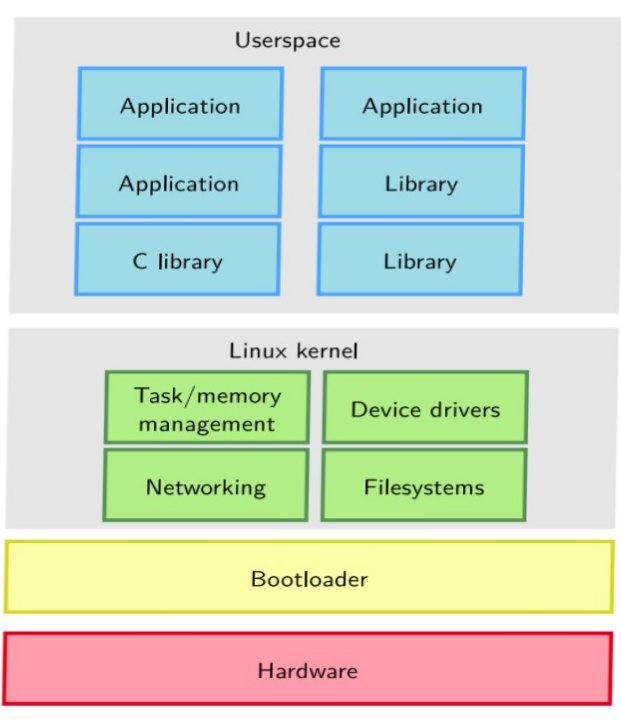 Userspace
Application
Application
Application
Library
C library
Library
Linux kernel
Task/memory
management
Device drivers
Networking
Filesystems
Bootloader
Hardware